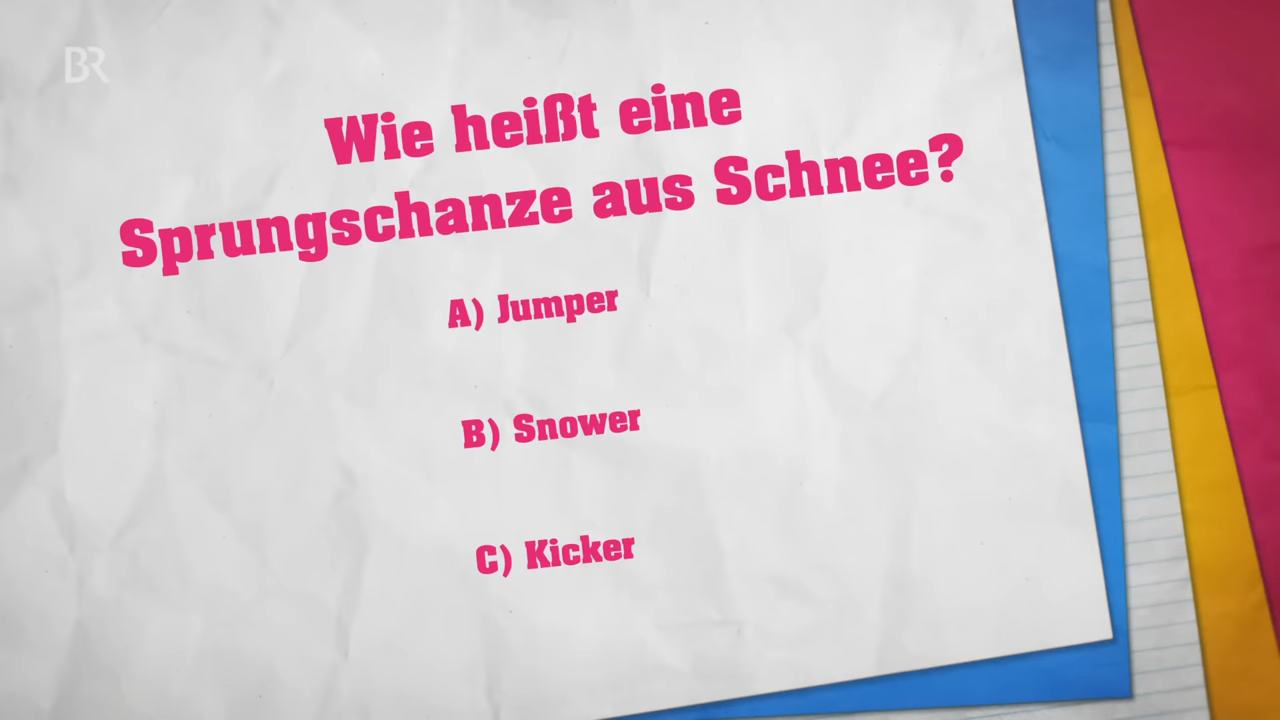 BR
Wie heißt eine
Sprungschanze aus Schnee?
A) Jumper
B) Snower
C) Kicker